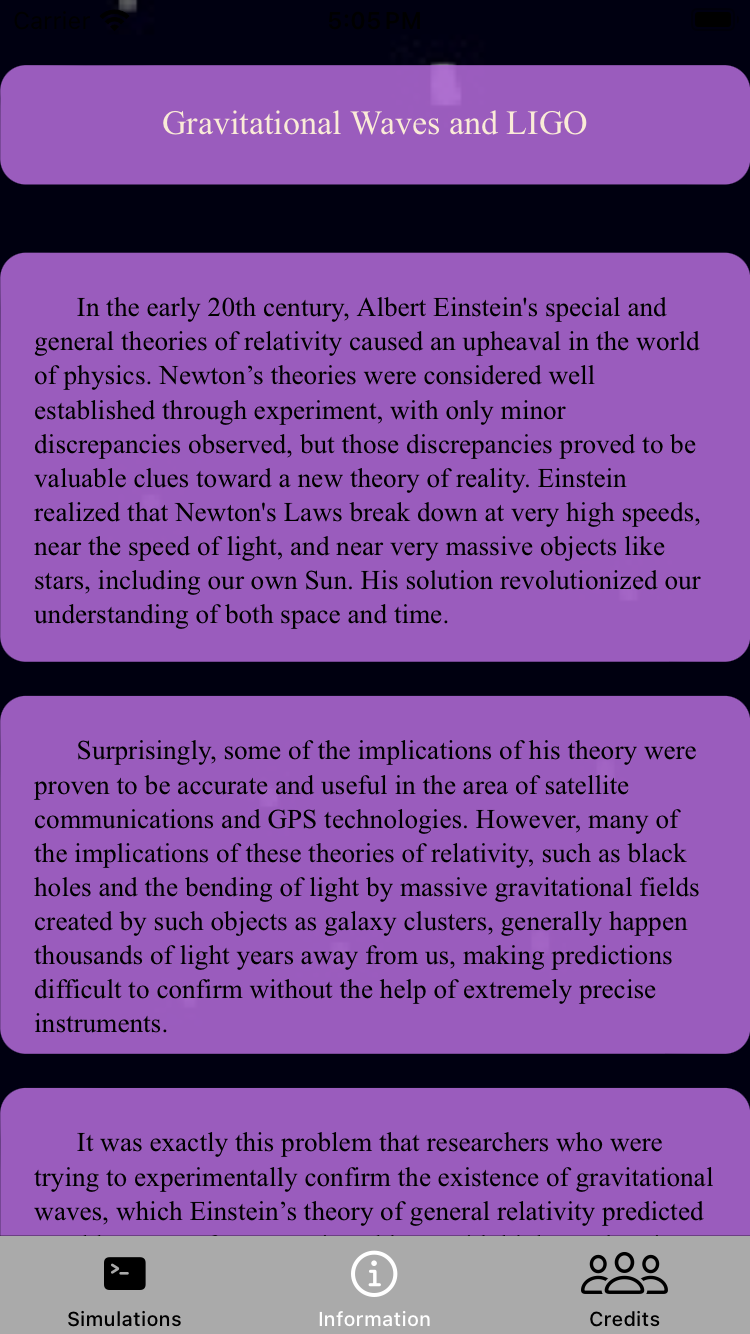 Gravitational Waves and LIGO
In the early 20th century, Albert Einstein's special and
general theories of relativity caused an upheaval in the world
of physics. Newton’s theories were considered well
established through experiment, with only minor
discrepancies observed, but those discrepancies proved to be
valuable clues toward a new theory of reality. Einstein
realized that Newton's Laws break down at very high speeds,
near the speed of light, and near very massive objects like
stars, including our own Sun. His solution revolutionized our
understanding of both space and time.
Surprisingly, some of the implications of his theory were
proven to be accurate and useful in the area of satellite
communications and GPS technologies. However, many of
the implications of these theories of relativity, such as black
holes and the bending of light by massive gravitational fields
created by such objects as galaxy clusters, generally happen
thousands of light years away from us, making predictions
difficult to confirm without the help of extremely precise
instruments.
It was exactly this problem that researchers who were
trying to experimentally confirm the existence of gravitational
waves, which Einstein’s theory of general relativity predicted
Simulations
Information
Credits